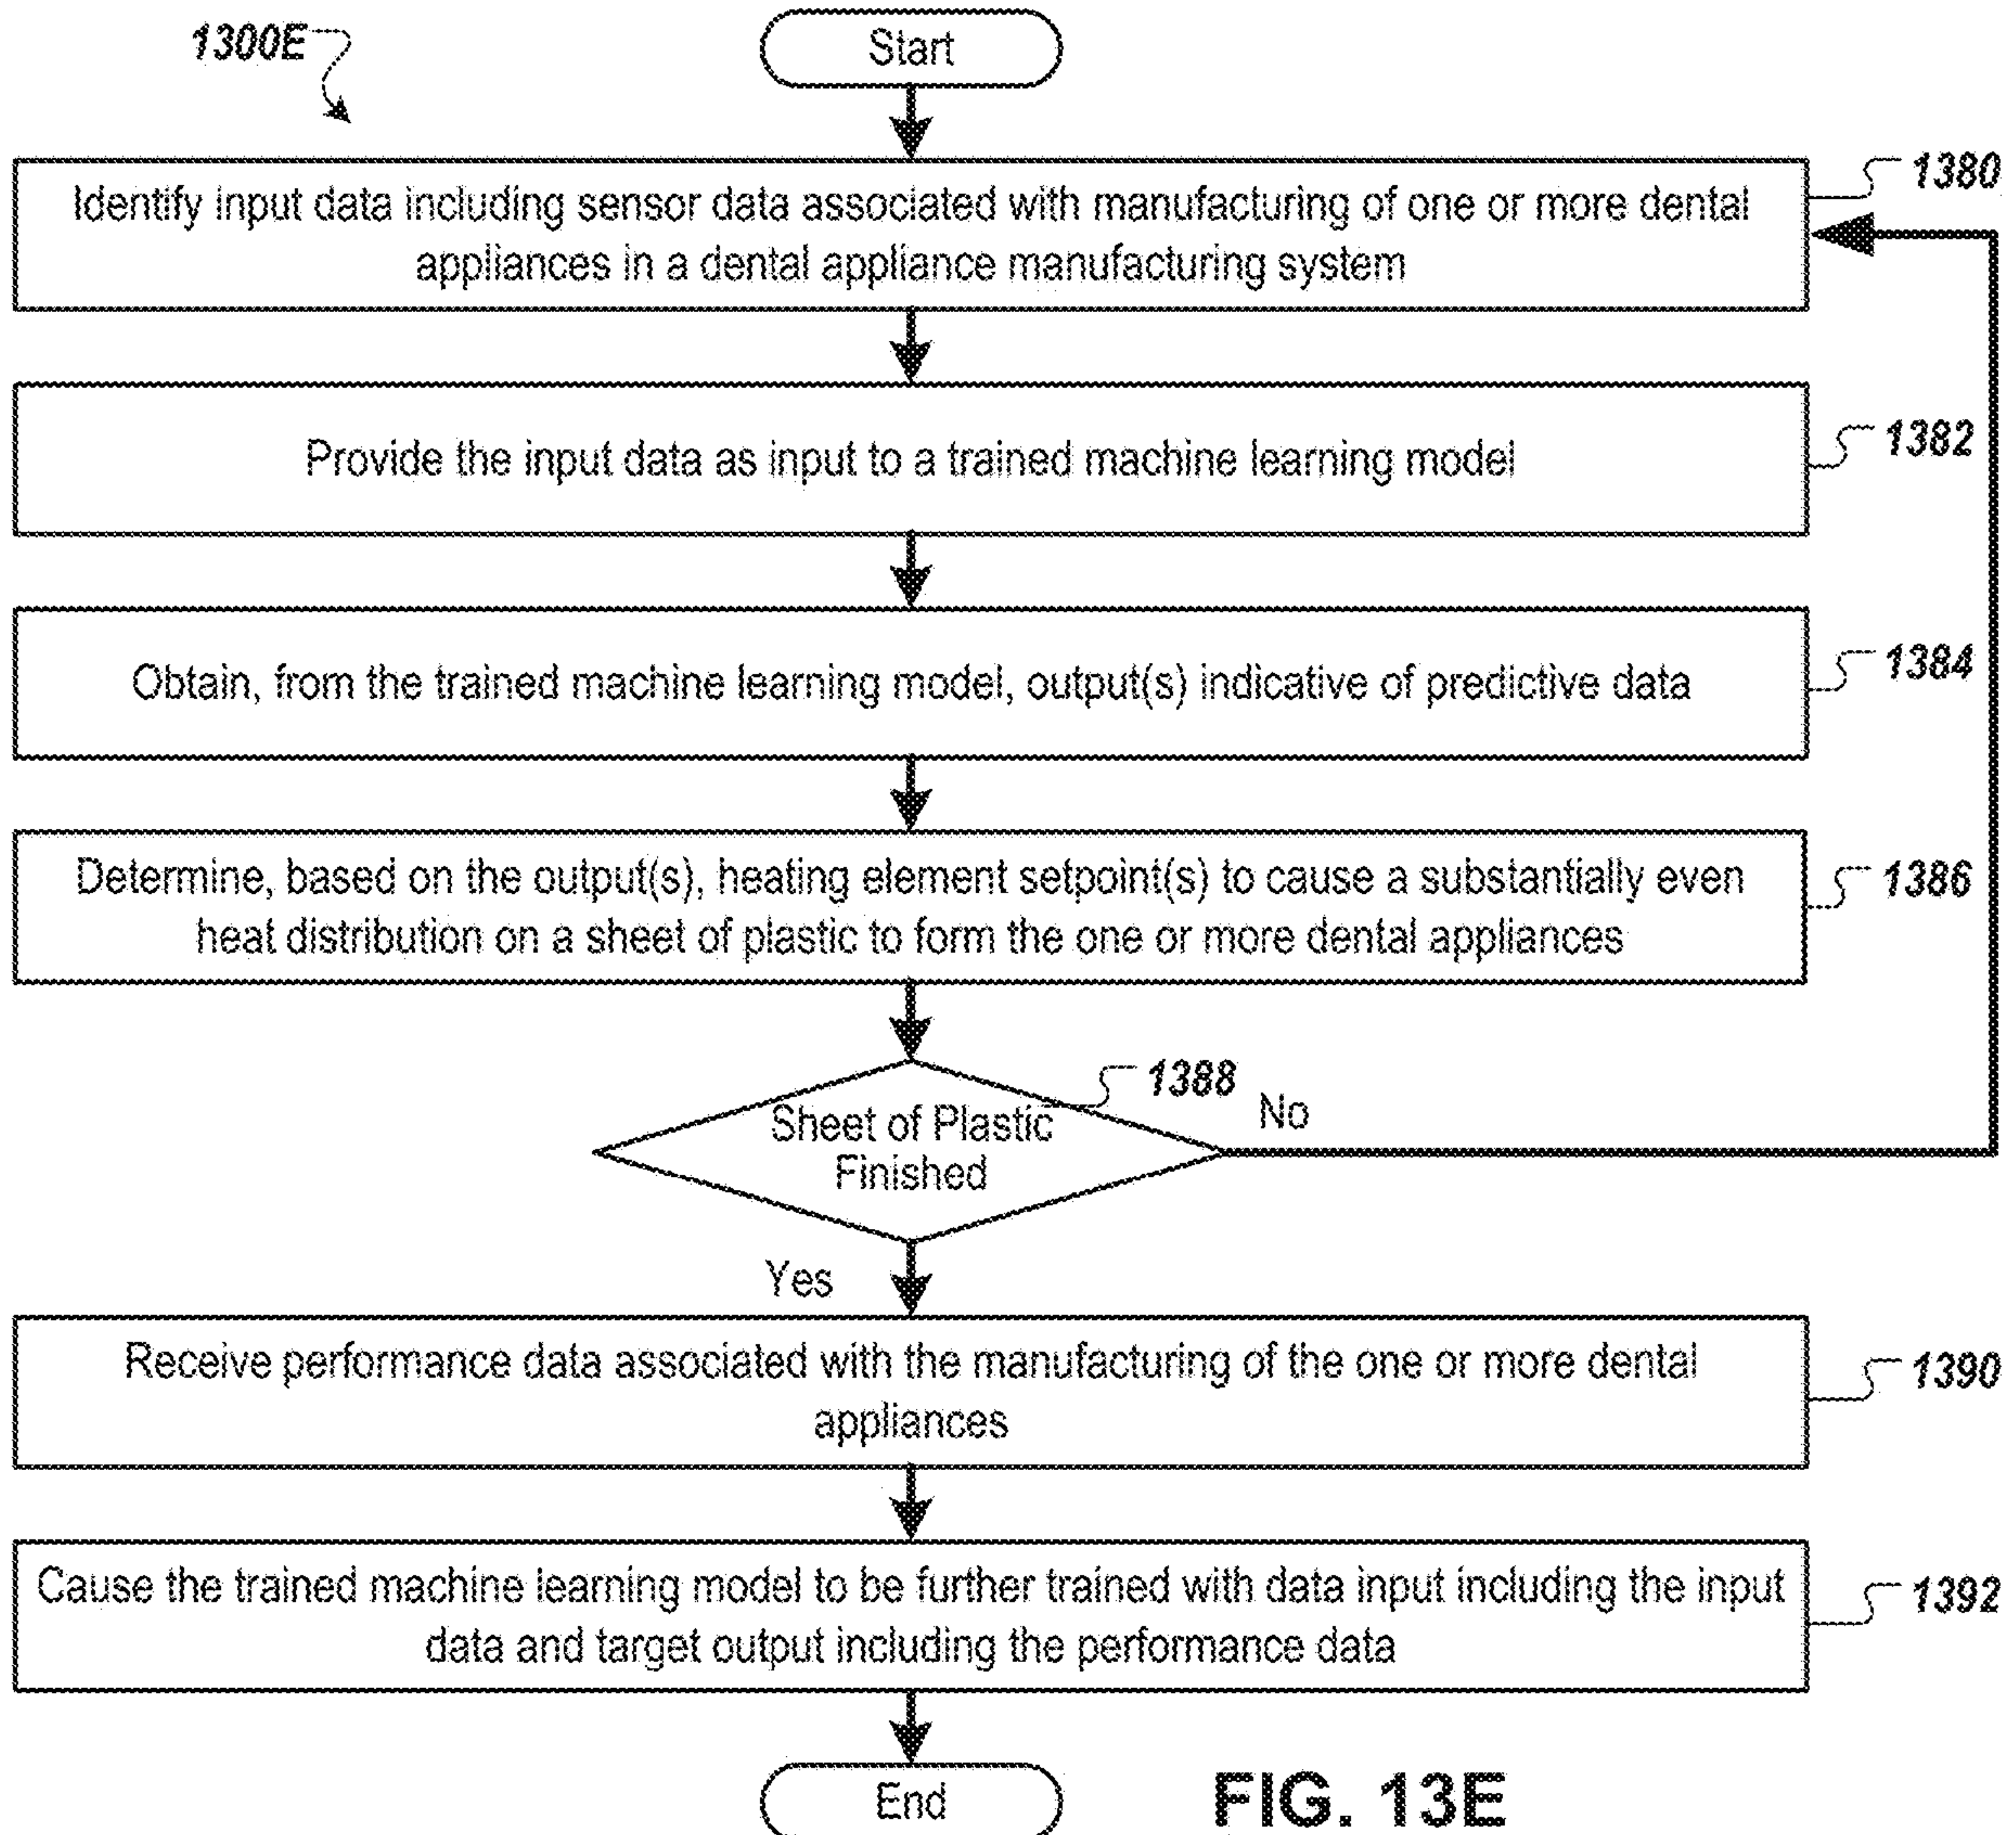 1300E
Start
Identify input data including sensor data associated with manufacturing of one or more dental
appliances in a dental appliance manufacturing system
1380
Provide the input data as input to a trained machine learning model
1382
Obtain, from the trained machine learning model, output(s) indicative of predictive data
1384
Determine, based on the output(s), heating element setpoint(s) to cause a substantially even
heat distribution on a sheet of plastic to form the one or more dental appliances
1386
1388
Sheet of Plastic
Finished
No
Yes
Receive performance data associated with the manufacturing of the one or more dental
appliances
1390
Cause the trained machine learning model to be further trained with data input including the input
data and target output including the performance data
1392
End
FIG. 13E